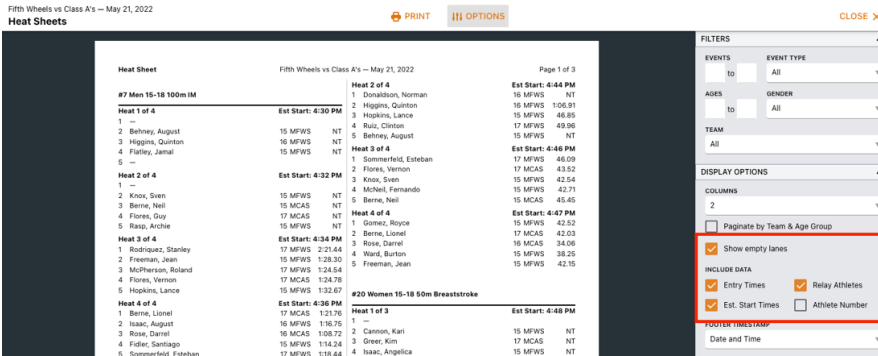 Fifth Wheels vs Class A's — May 21, 2022
Heat Sheets
PRINT
OPTIONS
CLOSE
Heat Sheet
Fifth Wheels vs Class A's — May 21, 2022
Page 1 of 3
#7 Men 15-18 100m IM
Heat 1 of 4 Est Start: 4:30 PM
1 —
2 Behney, August 15 MFWS NT
3 Higgins, Quinton 16 MFWS NT
4 Flatley, Jamal 15 MFWS NT
5 —
Heat 2 of 4 Est Start: 4:32 PM
1 —
2 Knox, Sven 15 MFWS NT
3 Berne, Neil 15 MCAS NT
4 Flores, Guy 17 MCAS NT
5 Rasp, Archie 15 MFWS NT
Heat 3 of 4 Est Start: 4:34 PM
1 Rodriquez, Stanley 17 MFWS 2:21.44
2 Freeman, Jean 15 MFWS 1:28.30
3 McPherson, Roland 17 MFWS 1:24.54
4 Flores, Vernon 17 MCAS 1:24.78
5 Hopkins, Lance 15 MFWS 1:32.67
Heat 4 of 4 Est Start: 4:36 PM
1 Berne, Lionel 17 MCAS 1:21.76
2 Isaac, August 16 MFWS 1:16.75
3 Rose, Darrel 16 MCAS 1:08.72
4 Fidler, Santiago 15 MFWS 1:14.24
5 Sommerfeld, Esteban 17 MFWS 1:18.44
Heat 2 of 4 Est Start: 4:44 PM
1 Donaldson, Norman 16 MFWS NT
2 Higgins, Quinton 16 MFWS 1:06.91
3 Hopkins, Lance 15 MFWS 46.85
4 Ruiz, Clinton 17 MFWS 49.96
5 Behney, August 15 MFWS NT
Heat 3 of 4 Est Start: 4:46 PM
1 Sommerfeld, Esteban 17 MFWS 46.09
2 Flores, Vernon 17 MCAS 43.52
3 Knox, Sven 15 MFWS 42.54
4 McNeil, Fernando 15 MFWS 42.71
5 Berne, Neil 15 MCAS 45.45
Heat 4 of 4 Est Start: 4:47 PM
1 Gomez, Royce 15 MFWS 42.52
2 Berne, Lionel 17 MCAS 42.03
3 Rose, Darrel 16 MCAS 34.06
4 Ward, Burton 15 MFWS 38.25
5 Freeman, Jean 15 MFWS 42.15
#20 Women 15-18 50m Breaststroke
Heat 1 of 3 Est Start: 4:48 PM
1 —
2 Cannon, Kari 15 MFWS NT
3 Greer, Kim 17 MCAS NT
4 Isaac, Angelica 15 MFWS NT
FILTERS
EVENTS EVENT TYPE
to All
AGES GENDER
to All
TEAM
All
DISPLAY OPTIONS
COLUMNS
2
Paginate by Team & Age Group
Show empty lanes
INCLUDE DATA
Entry Times Relay Athletes
Est. Start Times Athlete Number
FOOTER TIMESTAMP
Date and Time